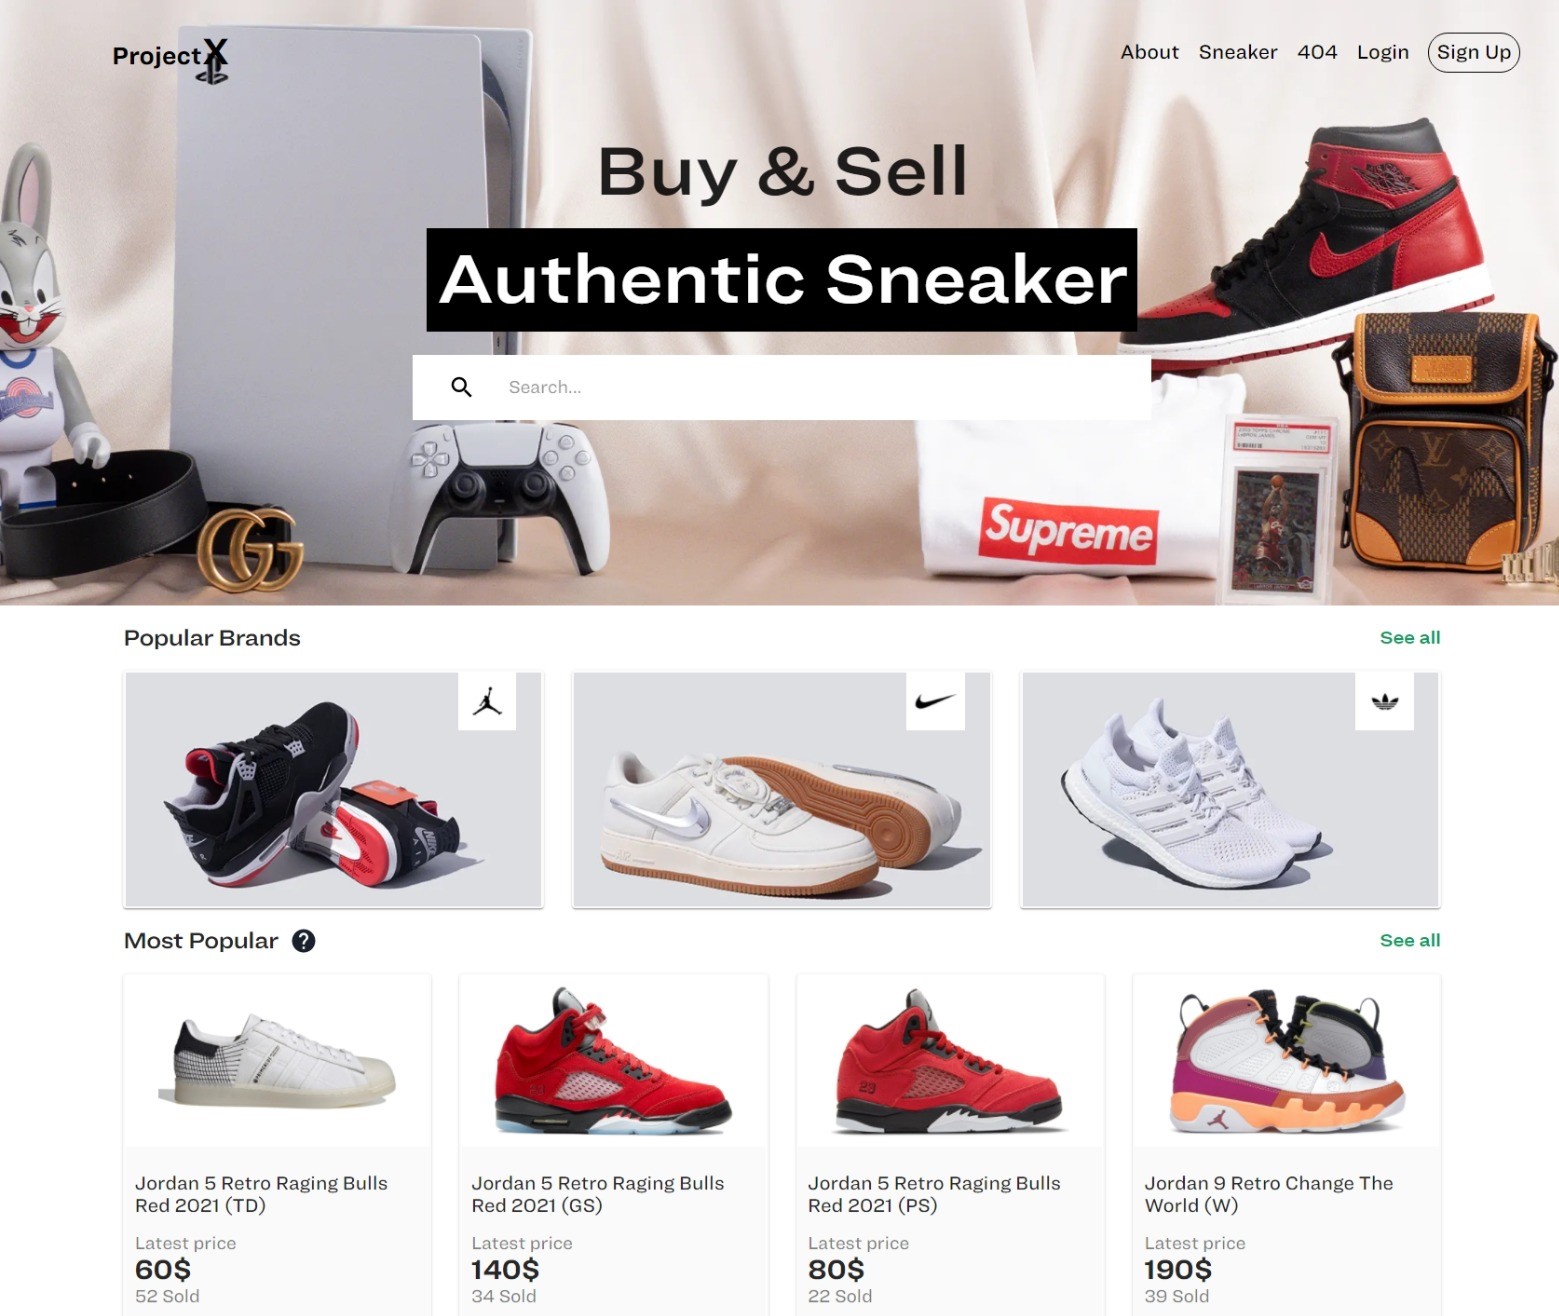 ProjectX
About Sneaker 404 Login Sign Up
Buy & Sell
Authentic Sneaker
Search...
Supreme
Popular Brands
See all
Most Popular ?
See all
Jordan 5 Retro Raging Bulls
Red 2021 (TD)
Latest price
60$
52 Sold
Jordan 5 Retro Raging Bulls
Red 2021 (GS)
Latest price
140$
34 Sold
23
Jordan 5 Retro Raging Bulls
Red 2021 (PS)
Latest price
80$
22 Sold
Jordan 9 Retro Change The
World (W)
Latest price
190$
39 Sold